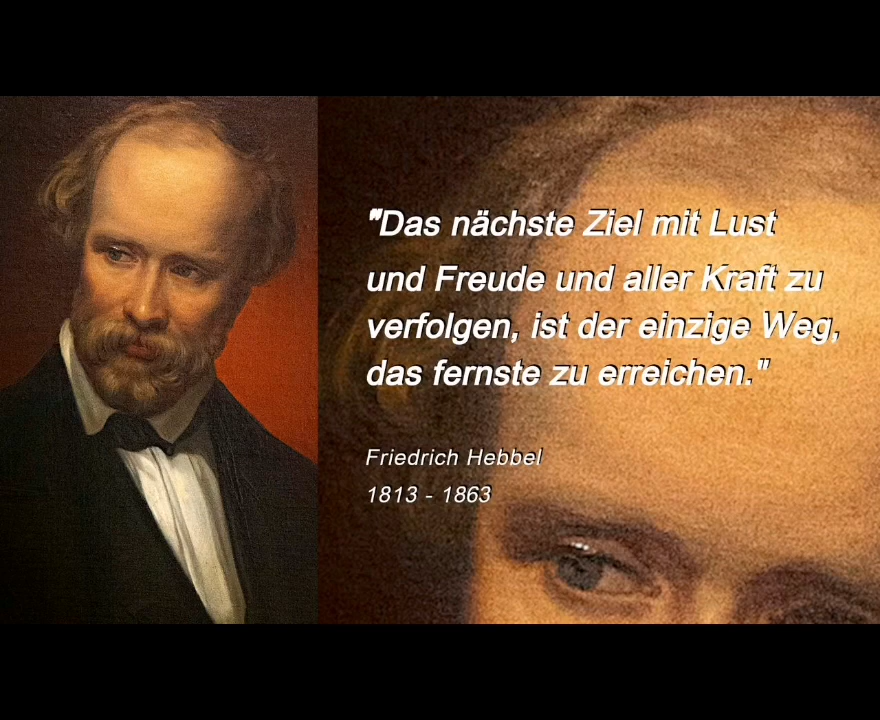 "Das nächste Ziel mit Lust
und Freude und aller Kraft zu
verfolgen, ist der einzige Weg,
das fernste zu erreichen."
Friedrich Hebbel
1813 - 1863